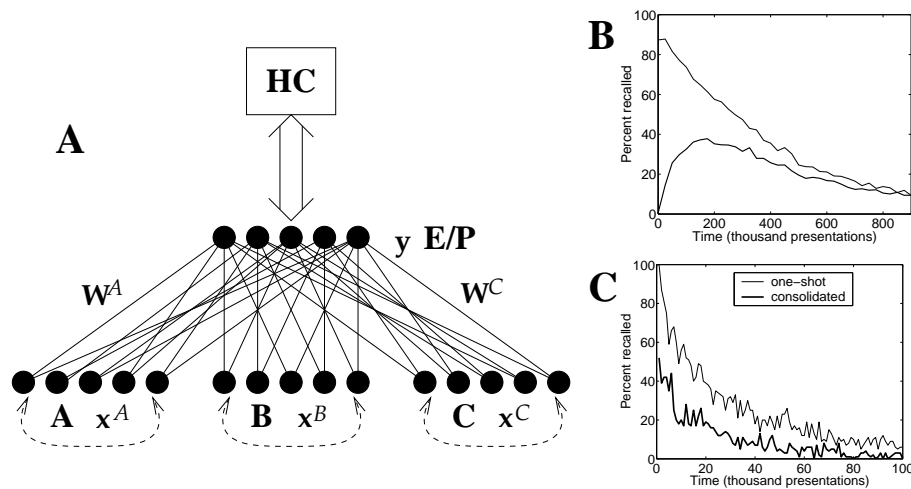 A
HC
y E/P
W^A
W^C
A x^A
B x^B
C x^C
B
100
80
60
40
20
0
Percent recalled
0 200 400 600 800
Time (thousand presentations)
C
100
80
60
40
20
0
Percent recalled
one−shot
consolidated
0 20 40 60 80 100
Time (thousand presentations)